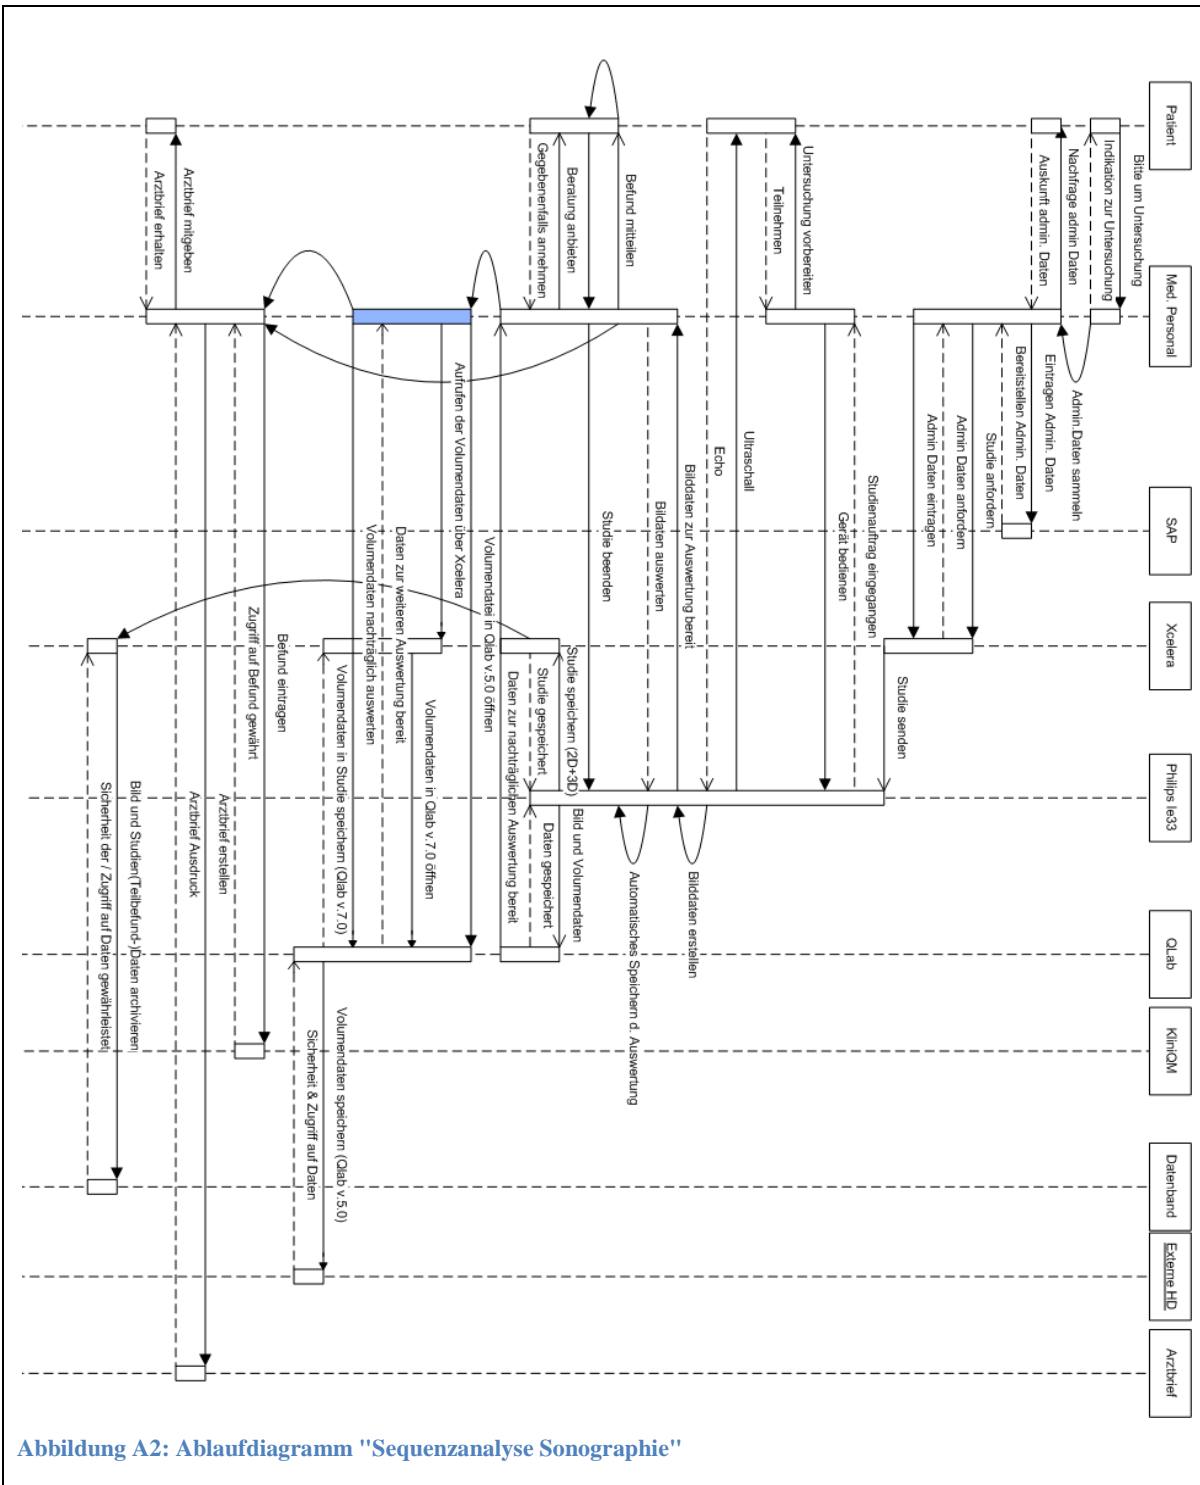 Patient
Med. Personal
SAP
Xcelera
Philips Ie33
QLab
KliniQM
Datenband
Externe HD
Arztbrief
Bitte um Untersuchung
Indikation zur Untersuchung
Admin.Daten sammeln
Nachfrage admin Daten
Auskunft admin. Daten
Eintragen Admin. Daten
Bereitstellen Admin. Daten
Studie anfordern
Admin Daten anfordern
Admin Daten eintragen
Studie senden
Studienauftrag eingegangen
Gerät bedienen
Untersuchung vorbereiten
Teilnehmen
Ultraschall
Echo
Bilddaten erstellen
Bilddaten zur Auswertung bereit
Bildaten auswerten
Automatisches Speichern d. Auswertung
Befund mitteilen
Studie beenden
Beratung anbieten
Gegebenenfalls annehmen
Studie speichern (2D+3D)
Bild und Volumendaten
Studie gespeichert
Daten gespeichert
Daten zur nachträglichen Auswertung bereit
Volumendatei in Qlab v.5.0 öffnen
Aufrufen der Volumendaten über Xcelera
Volumendaten in Qlab v.7.0 öffnen
Daten zur weiteren Auswertung bereit
Volumendaten nachträglich auswerten
Volumendaten in Studie speichern (Qlab v.7.0)
Volumendaten speichern (Qlab v.5.0)
Sicherheit & Zugriff auf Daten
Befund eintragen
Zugriff auf Befund gewährt
Arztbrief erstellen
Arztbrief Ausdruck
Arztbrief mitgeben
Arztbrief erhalten
Bild und Studien(Teilbefund-)Daten archivieren
Sicherheit der / Zugriff auf Daten gewährleistet
Abbildung A2: Ablaufdiagramm "Sequenzanalyse Sonographie"